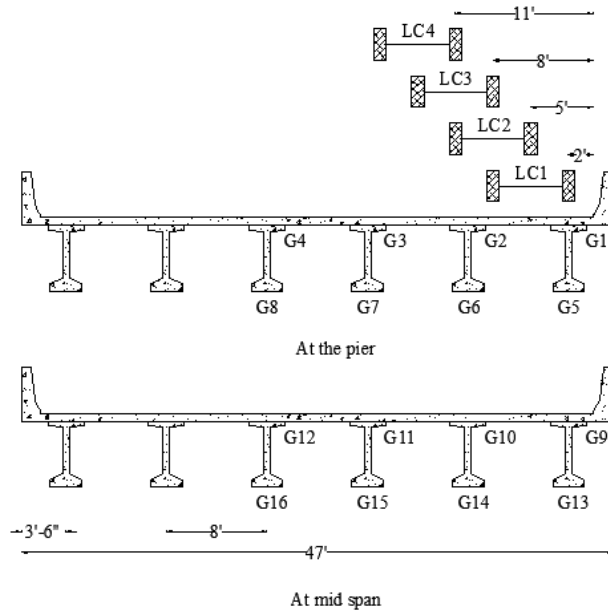 11'
LC4
8'
LC3
5'
LC2
2'
LC1
G4 G3 G2 G1
G8 G7 G6 G5
At the pier
G12 G11 G10 G9
G16 G15 G14 G13
3'-6" 8'
47'
At mid span